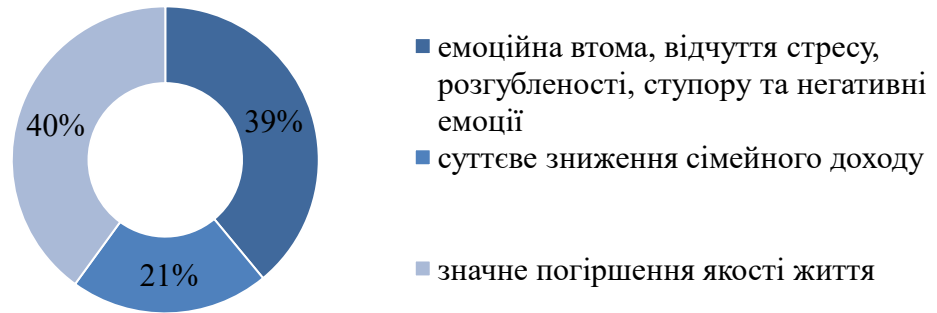 40%
39%
21%
емоційна втома, відчуття стресу,
розгубленості, ступору та негативні
емоції
суттєве зниження сімейного доходу
значне погіршення якості життя